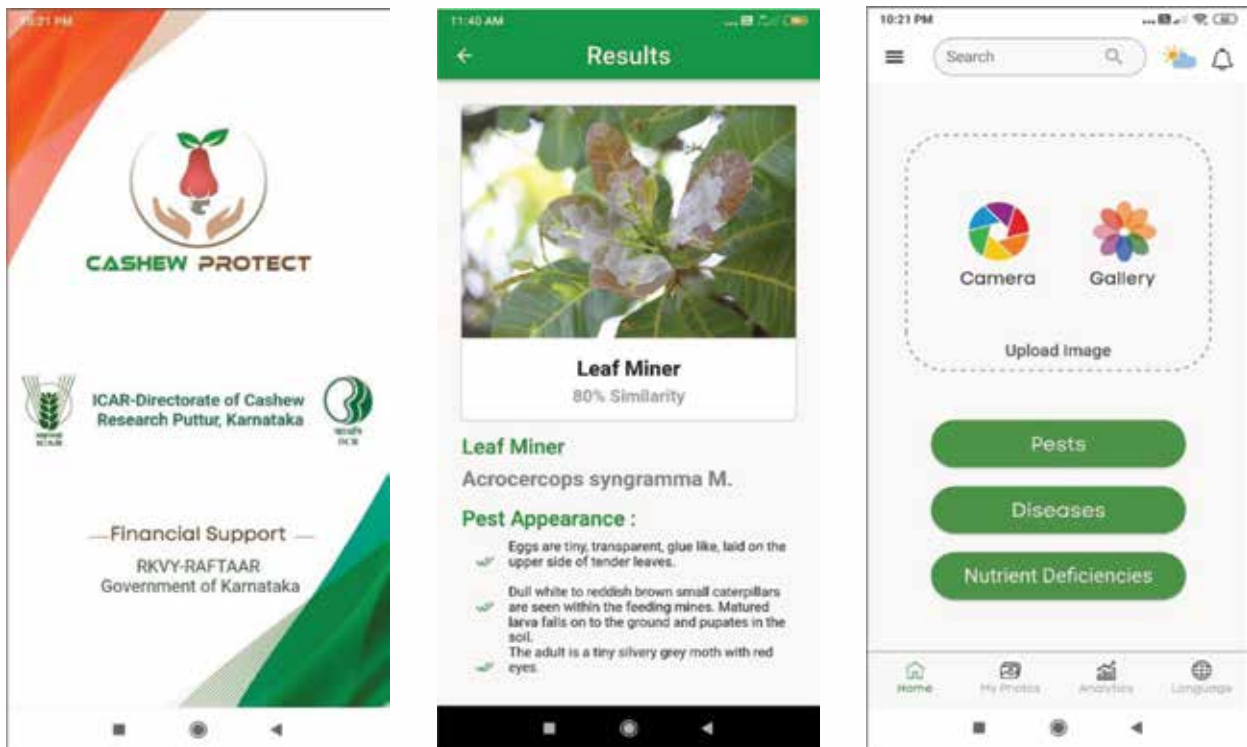 10:21 PM
CASHEW PROTECT
ICAR-Directorate of Cashew
Research Puttur, Karnataka
ICAR
DCR
Financial Support
RKVY-RAFTAAR
Government of Karnataka
11:40 AM
Results
Leaf Miner
80% Similarity
Leaf Miner
Acrocercops syngramma M.
Pest Appearance :
Eggs are tiny, transparent, glue like, laid on the
upper side of tender leaves.
Dull white to reddish brown small caterpillars
are seen within the feeding mines. Matured
larva falls on to the ground and pupates in the
soil.
The adult is a tiny silvery grey moth with red
eyes.
10:21 PM
Search
Camera
Gallery
Upload Image
Pests
Diseases
Nutrient Deficiencies
Home
My Photos
Analytics
Language